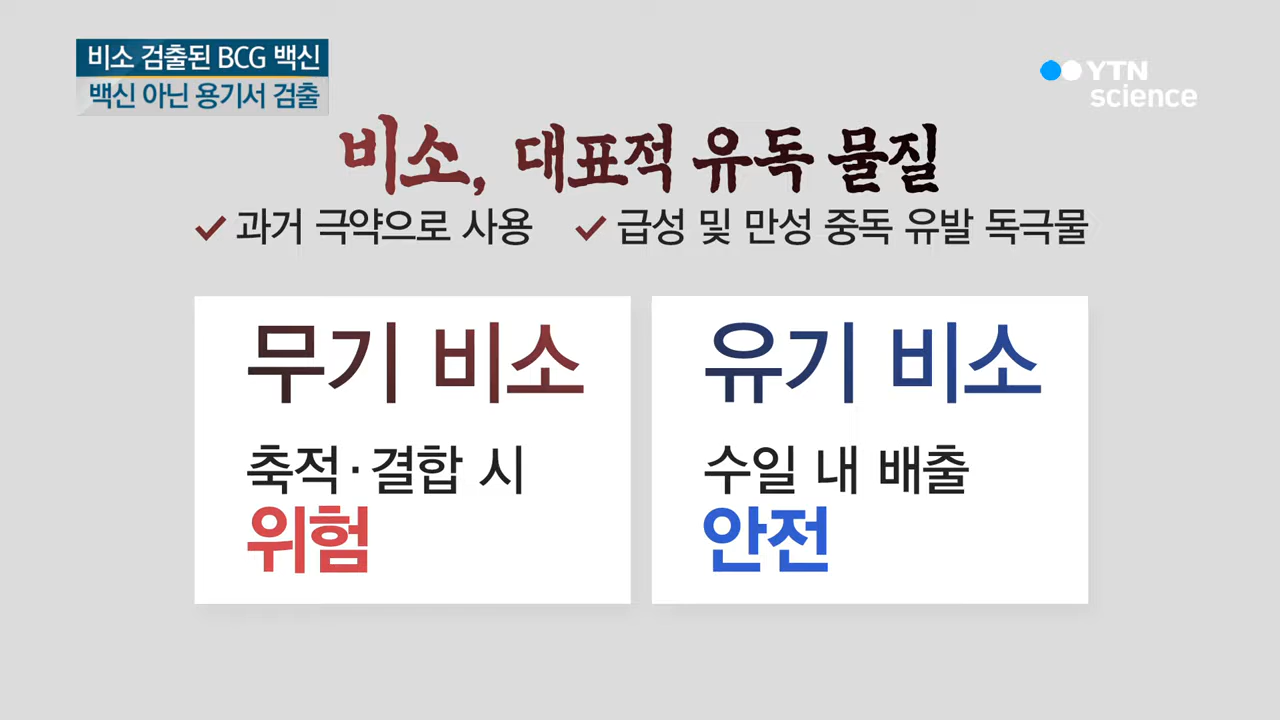 비소 검출된 BCG 백신
백신 아닌 용기서 검출
YTN
science
비소, 대표적 유독 물질
과거 극약으로 사용
급성 및 만성 중독 유발 독극물
무기 비소
축적·결합 시
위험
유기 비소
수일 내 배출
안전